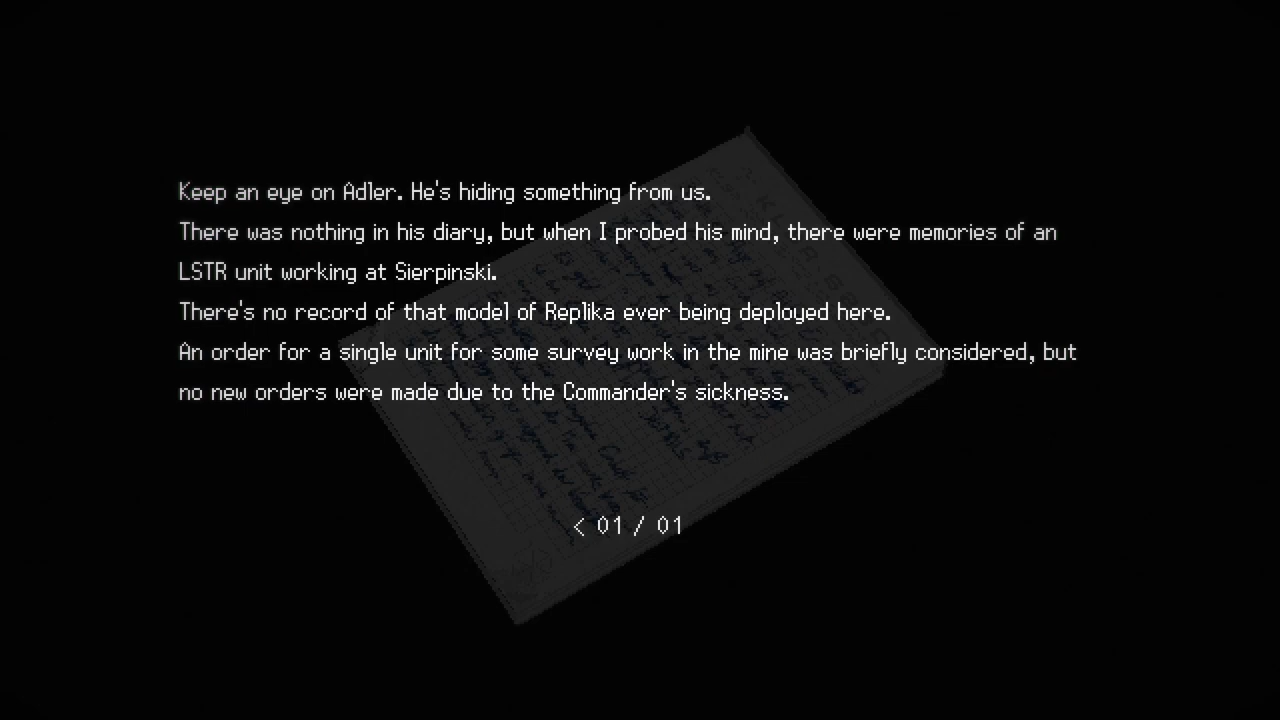 Keep an eye on Adler. He's hiding something from us.
There was nothing in his diary, but when I probed his mind, there were memories of an
LSTR unit working at Sierpinski.
There's no record of that model of Replika ever being deployed here.
An order for a single unit for some survey work in the mine was briefly considered, but
no new orders were made due to the Commander's sickness.
< 01 / 01